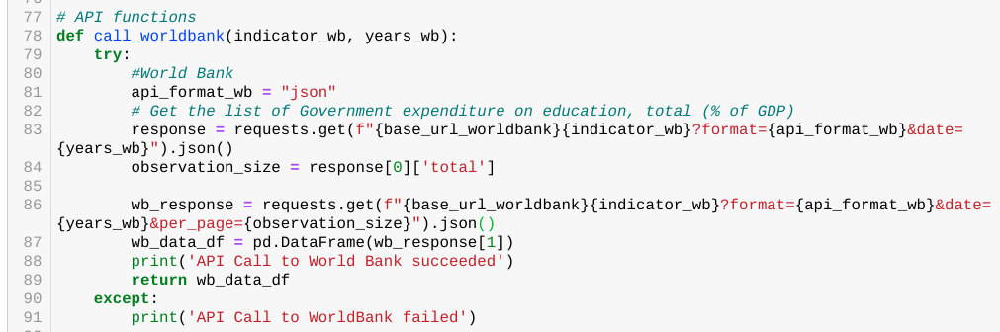 77 # API functions
78 def call_worldbank(indicator_wb, years_wb):
79     try:
80         #World Bank
81         api_format_wb = "json"
82         # Get the list of Government expenditure on education, total (% of GDP)
83         response = requests.get(f"{base_url_worldbank}{indicator_wb}?format={api_format_wb}&date=
{years_wb}").json()
84         observation_size = response[0]['total']
85
86         wb_response = requests.get(f"{base_url_worldbank}{indicator_wb}?format={api_format_wb}&date=
{years_wb}&per_page={observation_size}").json()
87         wb_data_df = pd.DataFrame(wb_response[1])
88         print('API Call to World Bank succeeded')
89         return wb_data_df
90     except:
91         print('API Call to WorldBank failed')